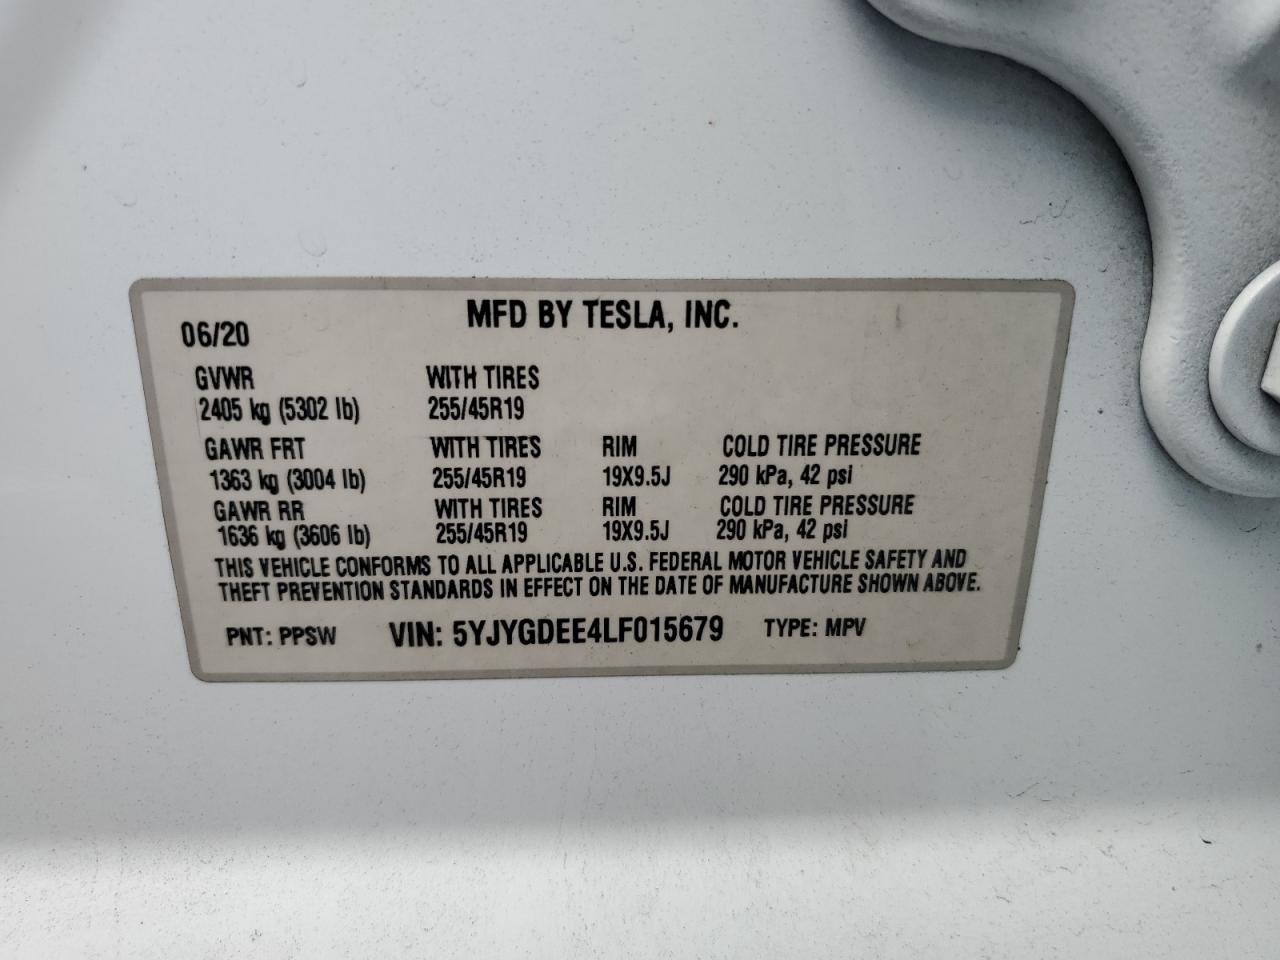 MFD BY TESLA, INC.
06/20
GVWR WITH TIRES
2405 kg (5302 lb) 255/45R19
GAWR FRT WITH TIRES RIM COLD TIRE PRESSURE
1363 kg (3004 lb) 255/45R19 19X9.5J 290 kPa, 42 psi
GAWR RR WITH TIRES RIM COLD TIRE PRESSURE
1636 kg (3606 lb) 255/45R19 19X9.5J 290 kPa, 42 psi
THIS VEHICLE CONFORMS TO ALL APPLICABLE U.S. FEDERAL MOTOR VEHICLE SAFETY AND
THEFT PREVENTION STANDARDS IN EFFECT ON THE DATE OF MANUFACTURE SHOWN ABOVE.
PNT: PPSW VIN: 5YJYGDEE4LF015679 TYPE: MPV